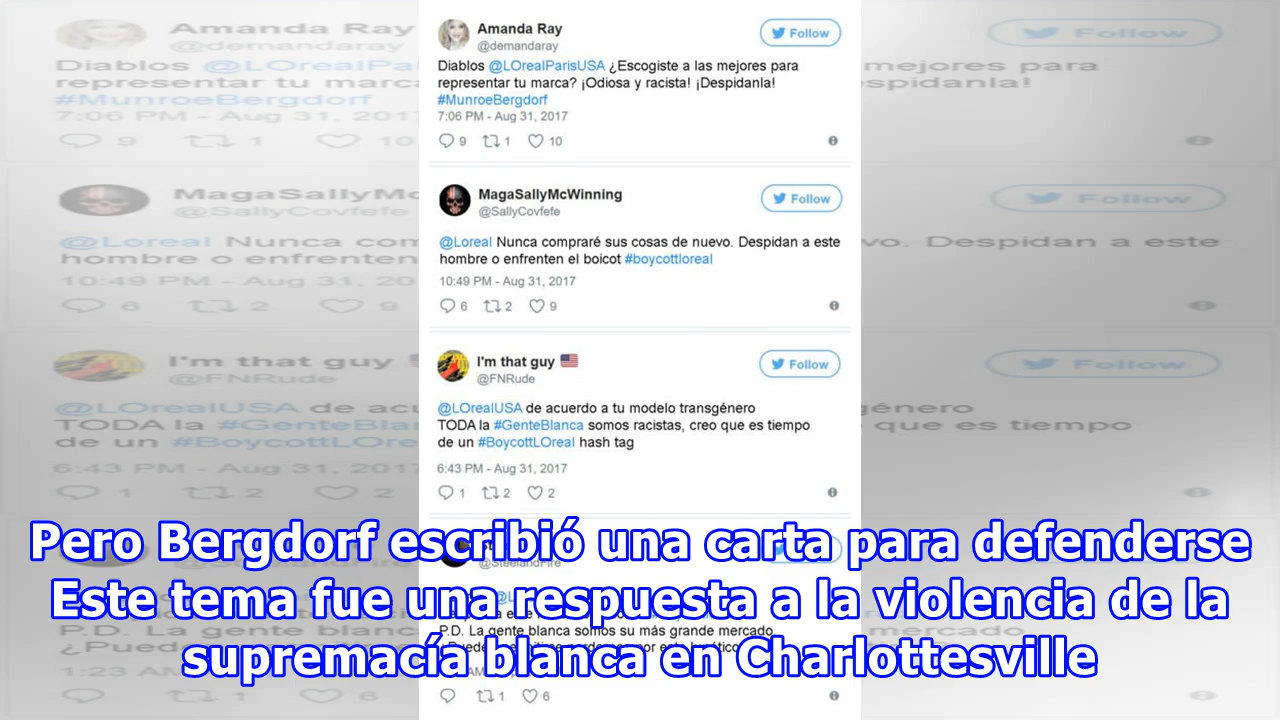 Amanda Ray
@demandaray
Follow
Diablos @LOrealParisUSA ¿Escogiste a las mejores para
representar tu marca? ¡Odiosa y racista! ¡Despidanla!
#MunroeBergdorf
7:06 PM - Aug 31, 2017
9 1 10
MagaSallyMcWinning
@SallyCovfefe
Follow
@Loreal Nunca compraré sus cosas de nuevo. Despidan a este
hombre o enfrenten el boicot #boycottloreal
10:49 PM - Aug 31, 2017
6 2 9
I'm that guy
@FNRude
Follow
@LOrealUSA de acuerdo a tu modelo transgénero
TODA la #GenteBlanca somos racistas, creo que es tiempo
de un #BoycottLOreal hash tag
6:43 PM - Aug 31, 2017
1 2 2
@SteelandFire
P.D. La gente blanca somos su más grande mercado.
1 6
Pero Bergdorf escribió una carta para defenderse
Este tema fue una respuesta a la violencia de la
supremacía blanca en Charlottesville